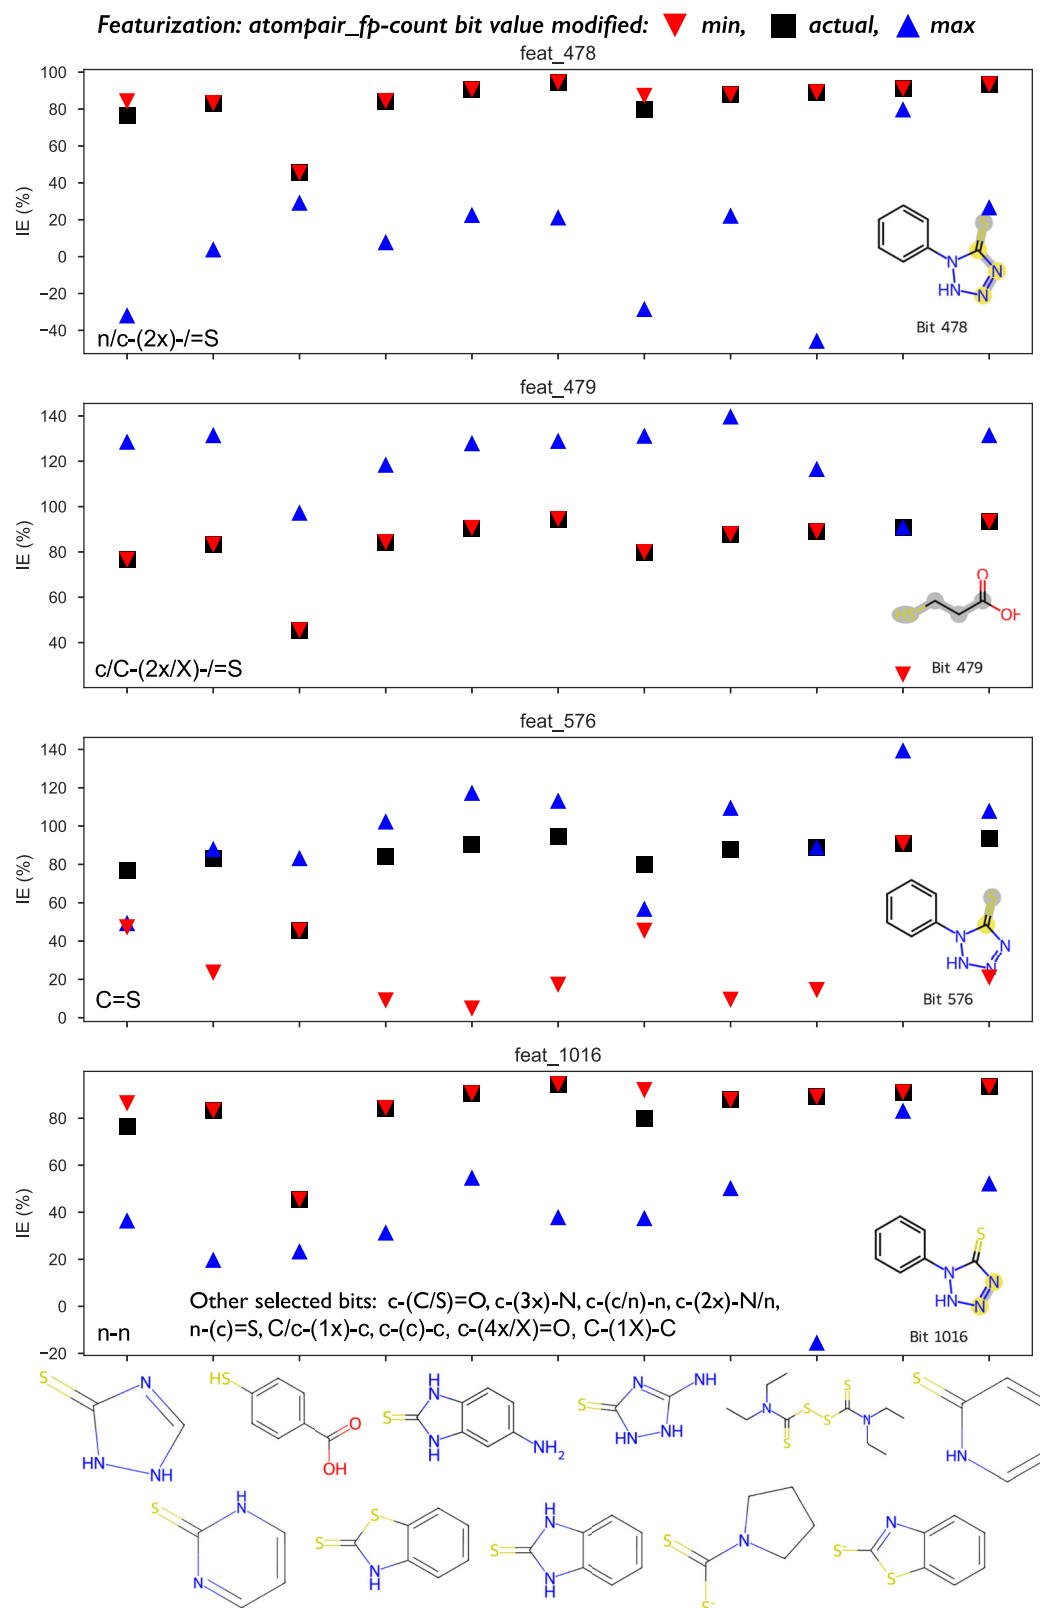 Featurization: atompair_fp-count bit value modified: min, actual, max
feat_478
100
80
60
40
20
0
−20
−40
IE (%)
n/c-(2x)-/=S
S
N
N
HN
N
Bit 478
feat_479
140
120
100
80
60
40
IE (%)
c/C-(2x/X)-/=S
O
HS
OH
Bit 479
feat_576
140
120
100
80
60
40
20
0
IE (%)
C=S
S
N
N
HN
N
Bit 576
feat_1016
80
60
40
20
0
−20
IE (%)
n-n
S
N
N
HN
N
Bit 1016
Other selected bits: c-(C/S)=O, c-(3x)-N, c-(c/n)-n, c-(2x)-N/n,
n-(c)=S, C/c-(1x)-c, c-(c)-c, c-(4x/X)=O, C-(1X)-C
S
N
HN
NH
HS
O
OH
H
N
S
N
H
NH₂
N
NH
S
HN
NH
N
S
S
S
S
N
S
HN
S
H
N
N
S
S
N
H
H
N
S
N
H
S
N
S⁻
N
S⁻
S